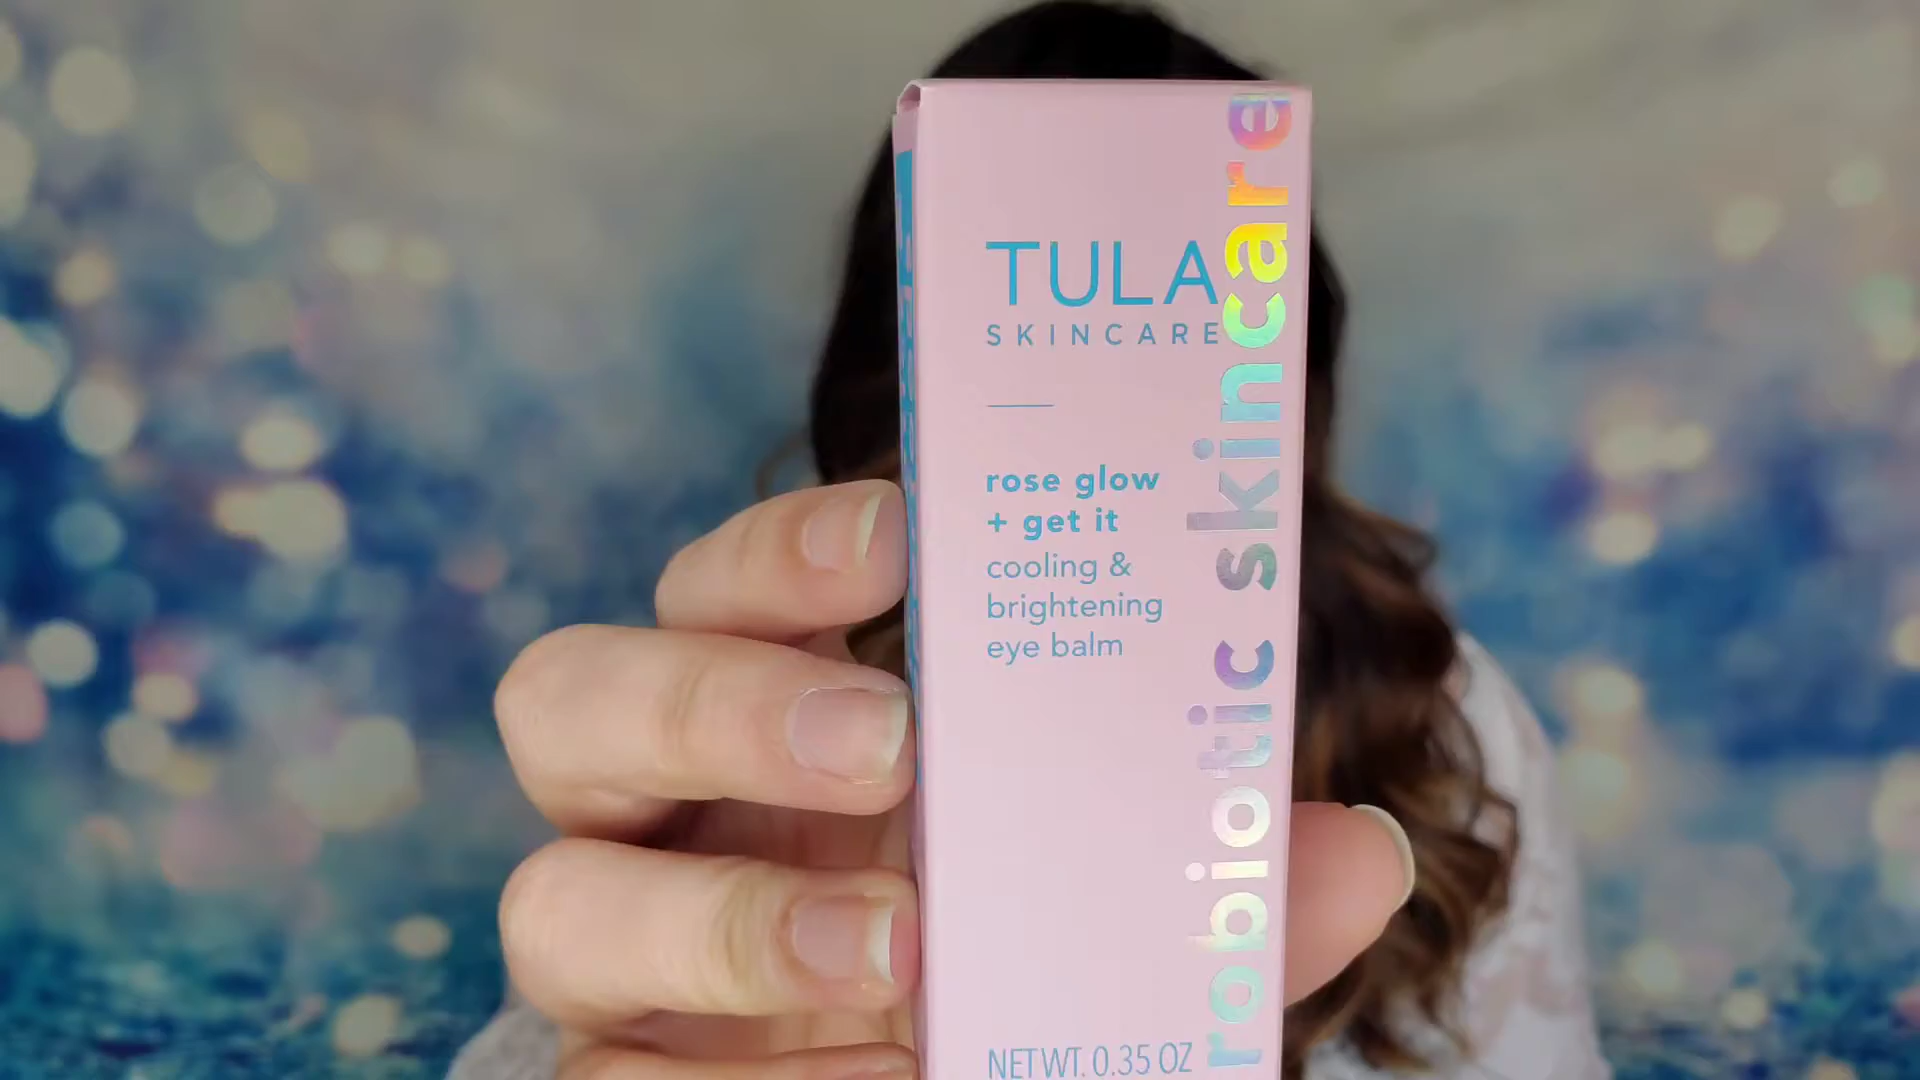 TULA
SKINCARE
rose glow
+ get it
cooling &
brightening
eye balm
NET WT. 0.35 OZ
robiotic skincare